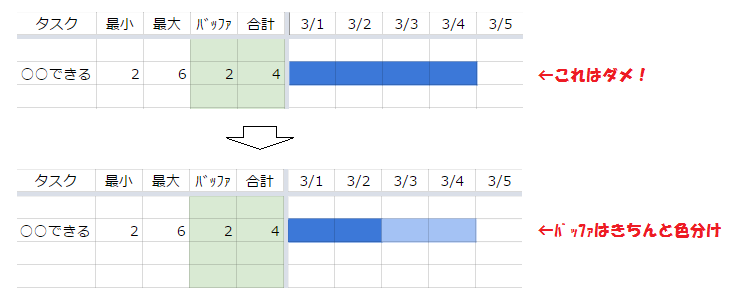 タスク 最小 最大 ﾊﾞｯﾌｧ 合計 3/1 3/2 3/3 3/4 3/5
○○できる 2 6 2 4 ←これはダメ！
タスク 最小 最大 ﾊﾞｯﾌｧ 合計 3/1 3/2 3/3 3/4 3/5
○○できる 2 6 2 4 ←ﾊﾞｯﾌｧはきちんと色分け